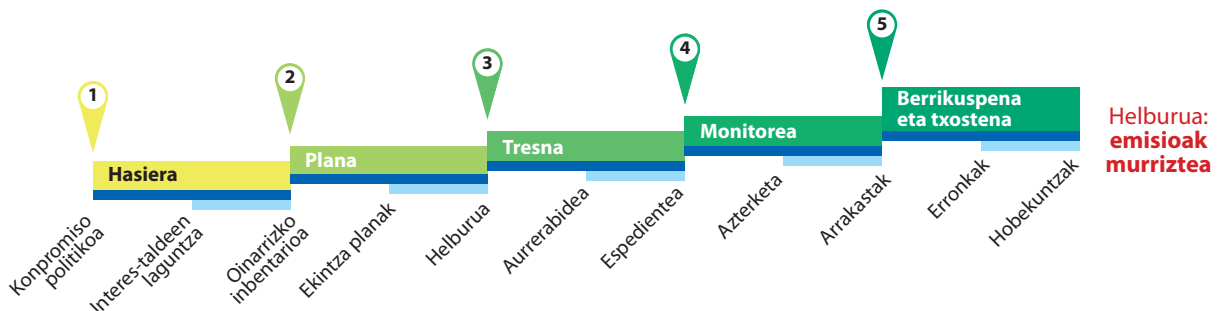 1
2
3
4
5
Hasiera
Plana
Tresna
Monitorea
Berrikuspena
eta txostena
Helburua:
emisioak
murriztea
Konpromiso
politikoa
Interes-taldeen
laguntza
Oinarrizko
inbentarioa
Ekintza planak
Helburua
Aurrerabidea
Espedientea
Azterketa
Arrakastak
Erronkak
Hobekuntzak